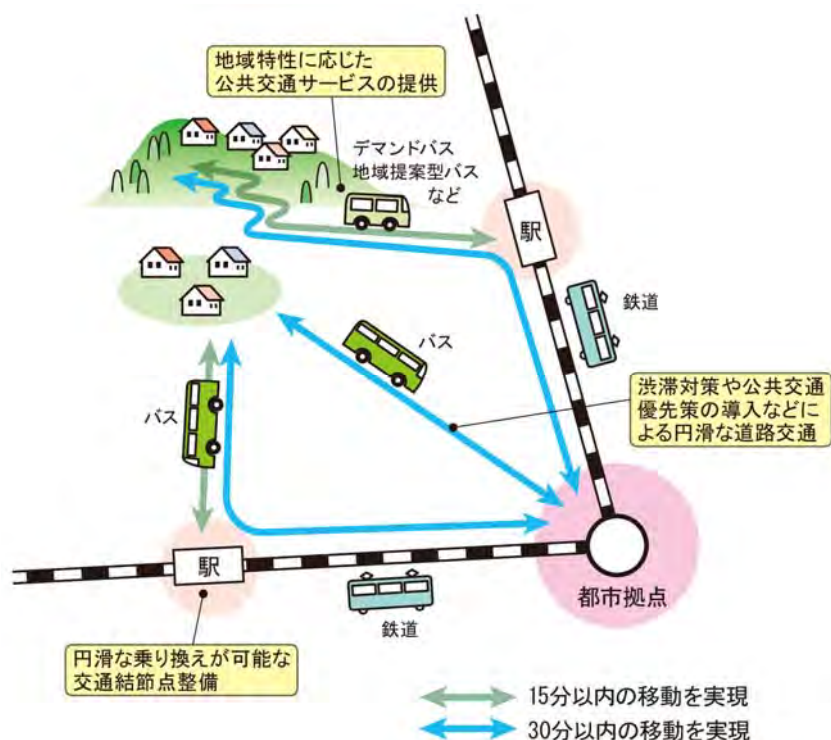 地域特性に応じた
公共交通サービスの提供
デマンドバス
地域提案型バス
など
駅
鉄道
バス
渋滞対策や公共交通
優先策の導入などに
よる円滑な道路交通
バス
駅
都市拠点
鉄道
円滑な乗り換えが可能な
交通結節点整備
15分以内の移動を実現
30分以内の移動を実現